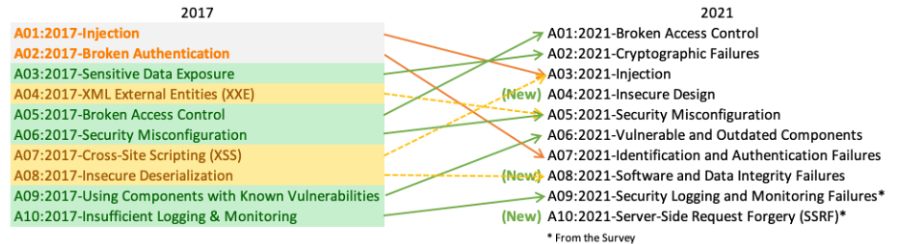 2017
A01:2017-Injection
A02:2017-Broken Authentication
A03:2017-Sensitive Data Exposure
A04:2017-XML External Entities (XXE)
A05:2017-Broken Access Control
A06:2017-Security Misconfiguration
A07:2017-Cross-Site Scripting (XSS)
A08:2017-Insecure Deserialization
A09:2017-Using Components with Known Vulnerabilities
A10:2017-Insufficient Logging & Monitoring
2021
A01:2021-Broken Access Control
A02:2021-Cryptographic Failures
A03:2021-Injection
(New) A04:2021-Insecure Design
A05:2021-Security Misconfiguration
A06:2021-Vulnerable and Outdated Components
A07:2021-Identification and Authentication Failures
(New) A08:2021-Software and Data Integrity Failures
A09:2021-Security Logging and Monitoring Failures*
(New) A10:2021-Server-Side Request Forgery (SSRF)*
* From the Survey